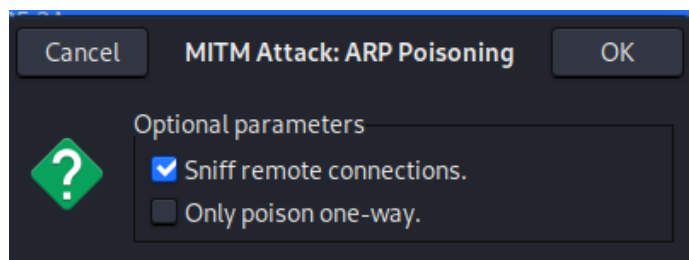 Cancel MITM Attack: ARP Poisoning OK
Optional parameters
Sniff remote connections.
Only poison one-way.